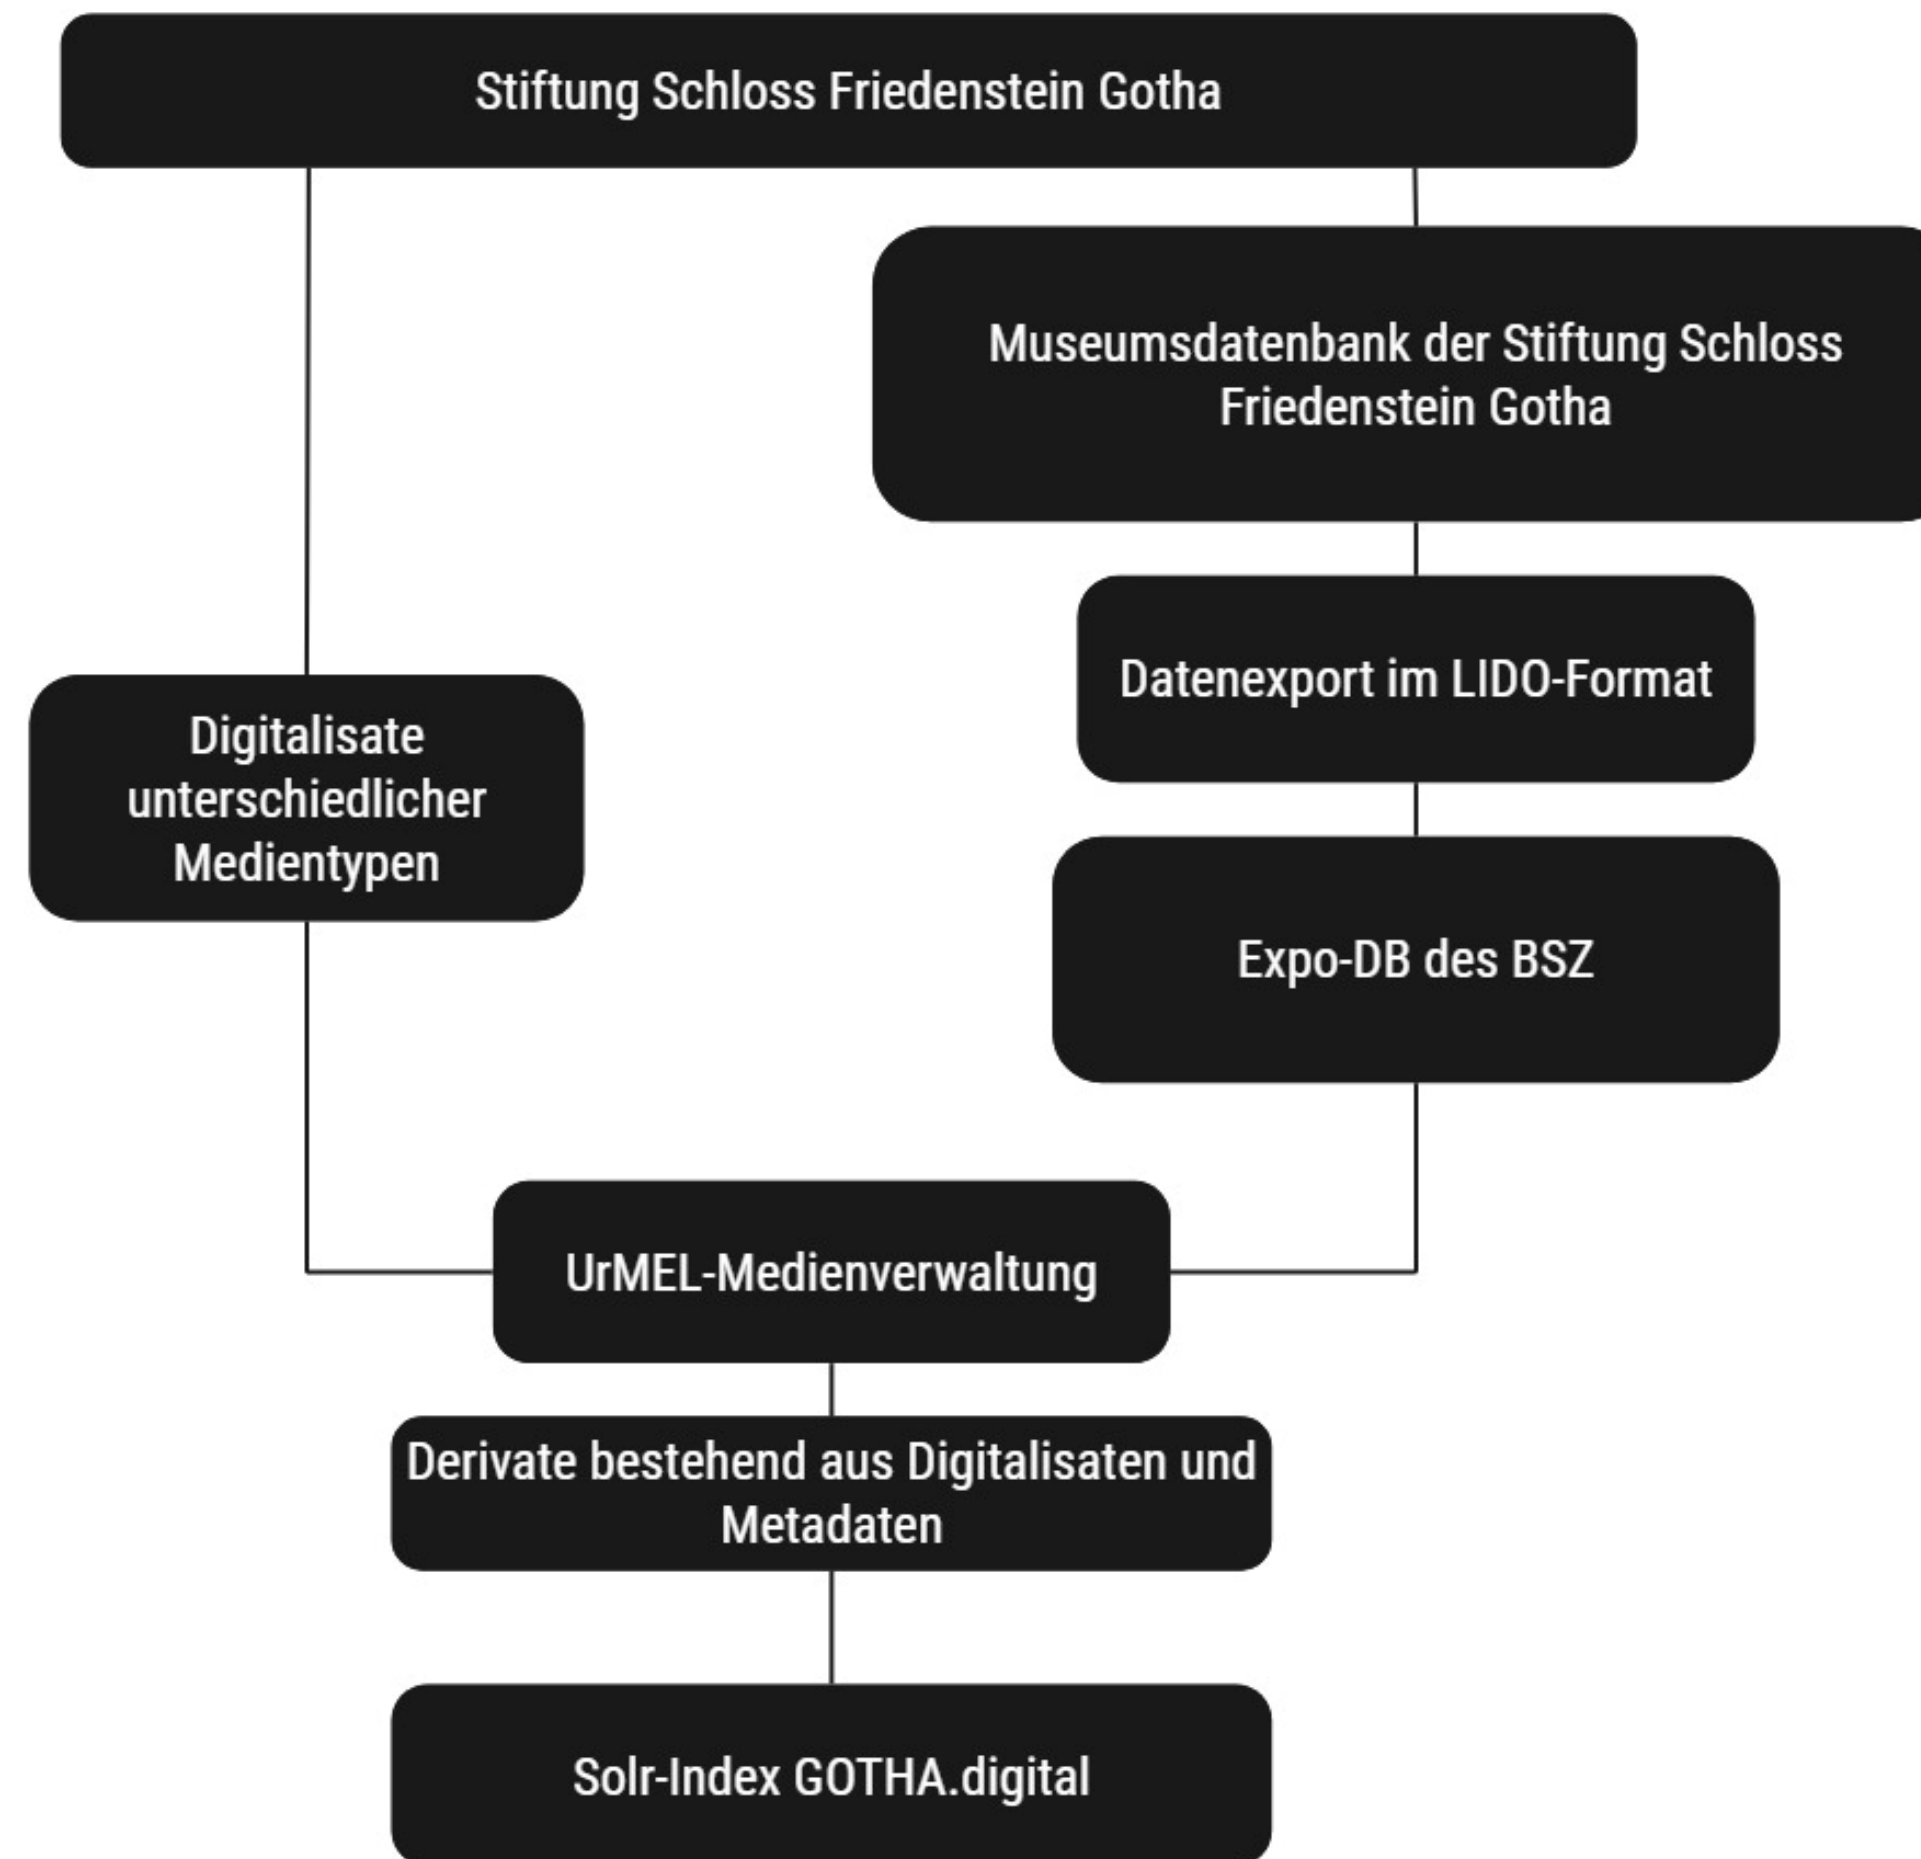 Stiftung Schloss Friedenstein Gotha
Museumsdatenbank der Stiftung Schloss
Friedenstein Gotha
Datenexport im LIDO-Format
Digitalisate
unterschiedlicher
Medientypen
Expo-DB des BSZ
UrMEL-Medienverwaltung
Derivate bestehend aus Digitalisaten und
Metadaten
Solr-Index GOTHA.digital